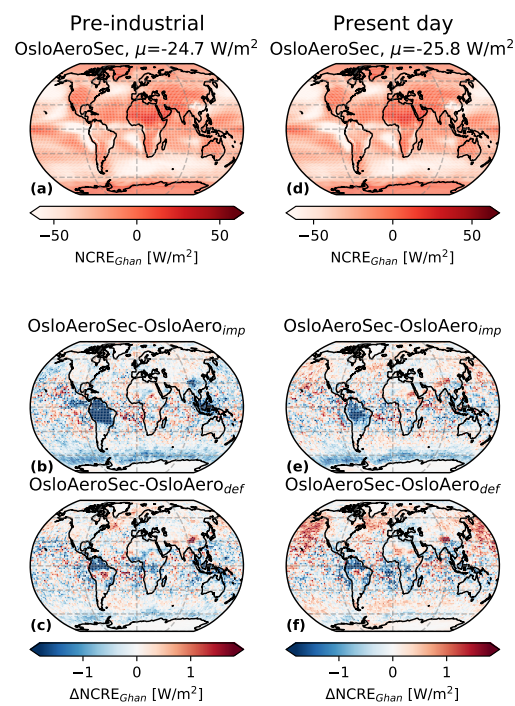 Pre-industrial
Present day
OsloAeroSec, μ=-24.7 W/m²
OsloAeroSec, μ=-25.8 W/m²
(a)
(d)
−50 0 50
−50 0 50
NCRE_Ghan [W/m²]
NCRE_Ghan [W/m²]
OsloAeroSec-OsloAero_imp
OsloAeroSec-OsloAero_imp
(b)
(e)
OsloAeroSec-OsloAero_def
OsloAeroSec-OsloAero_def
(c)
(f)
−1 0 1
−1 0 1
ΔNCRE_Ghan [W/m²]
ΔNCRE_Ghan [W/m²]